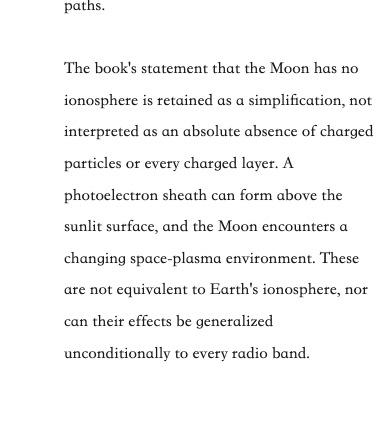 paths.
The book's statement that the Moon has no
ionosphere is retained as a simplification, not
interpreted as an absolute absence of charged
particles or every charged layer. A
photoelectron sheath can form above the
sunlit surface, and the Moon encounters a
changing space-plasma environment. These
are not equivalent to Earth's ionosphere, nor
can their effects be generalized
unconditionally to every radio band.